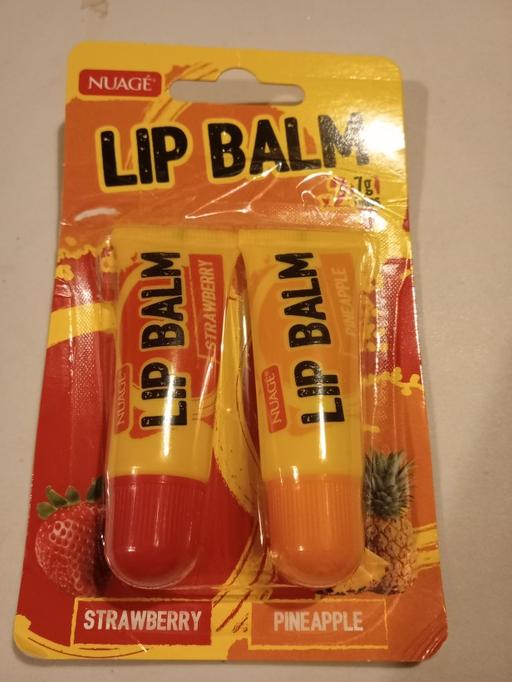 NUAGÉ
LIP BALM
7g
NUAGÉ
LIP BALM
STRAWBERRY
NUAGÉ
LIP BALM
PINEAPPLE
STRAWBERRY
PINEAPPLE